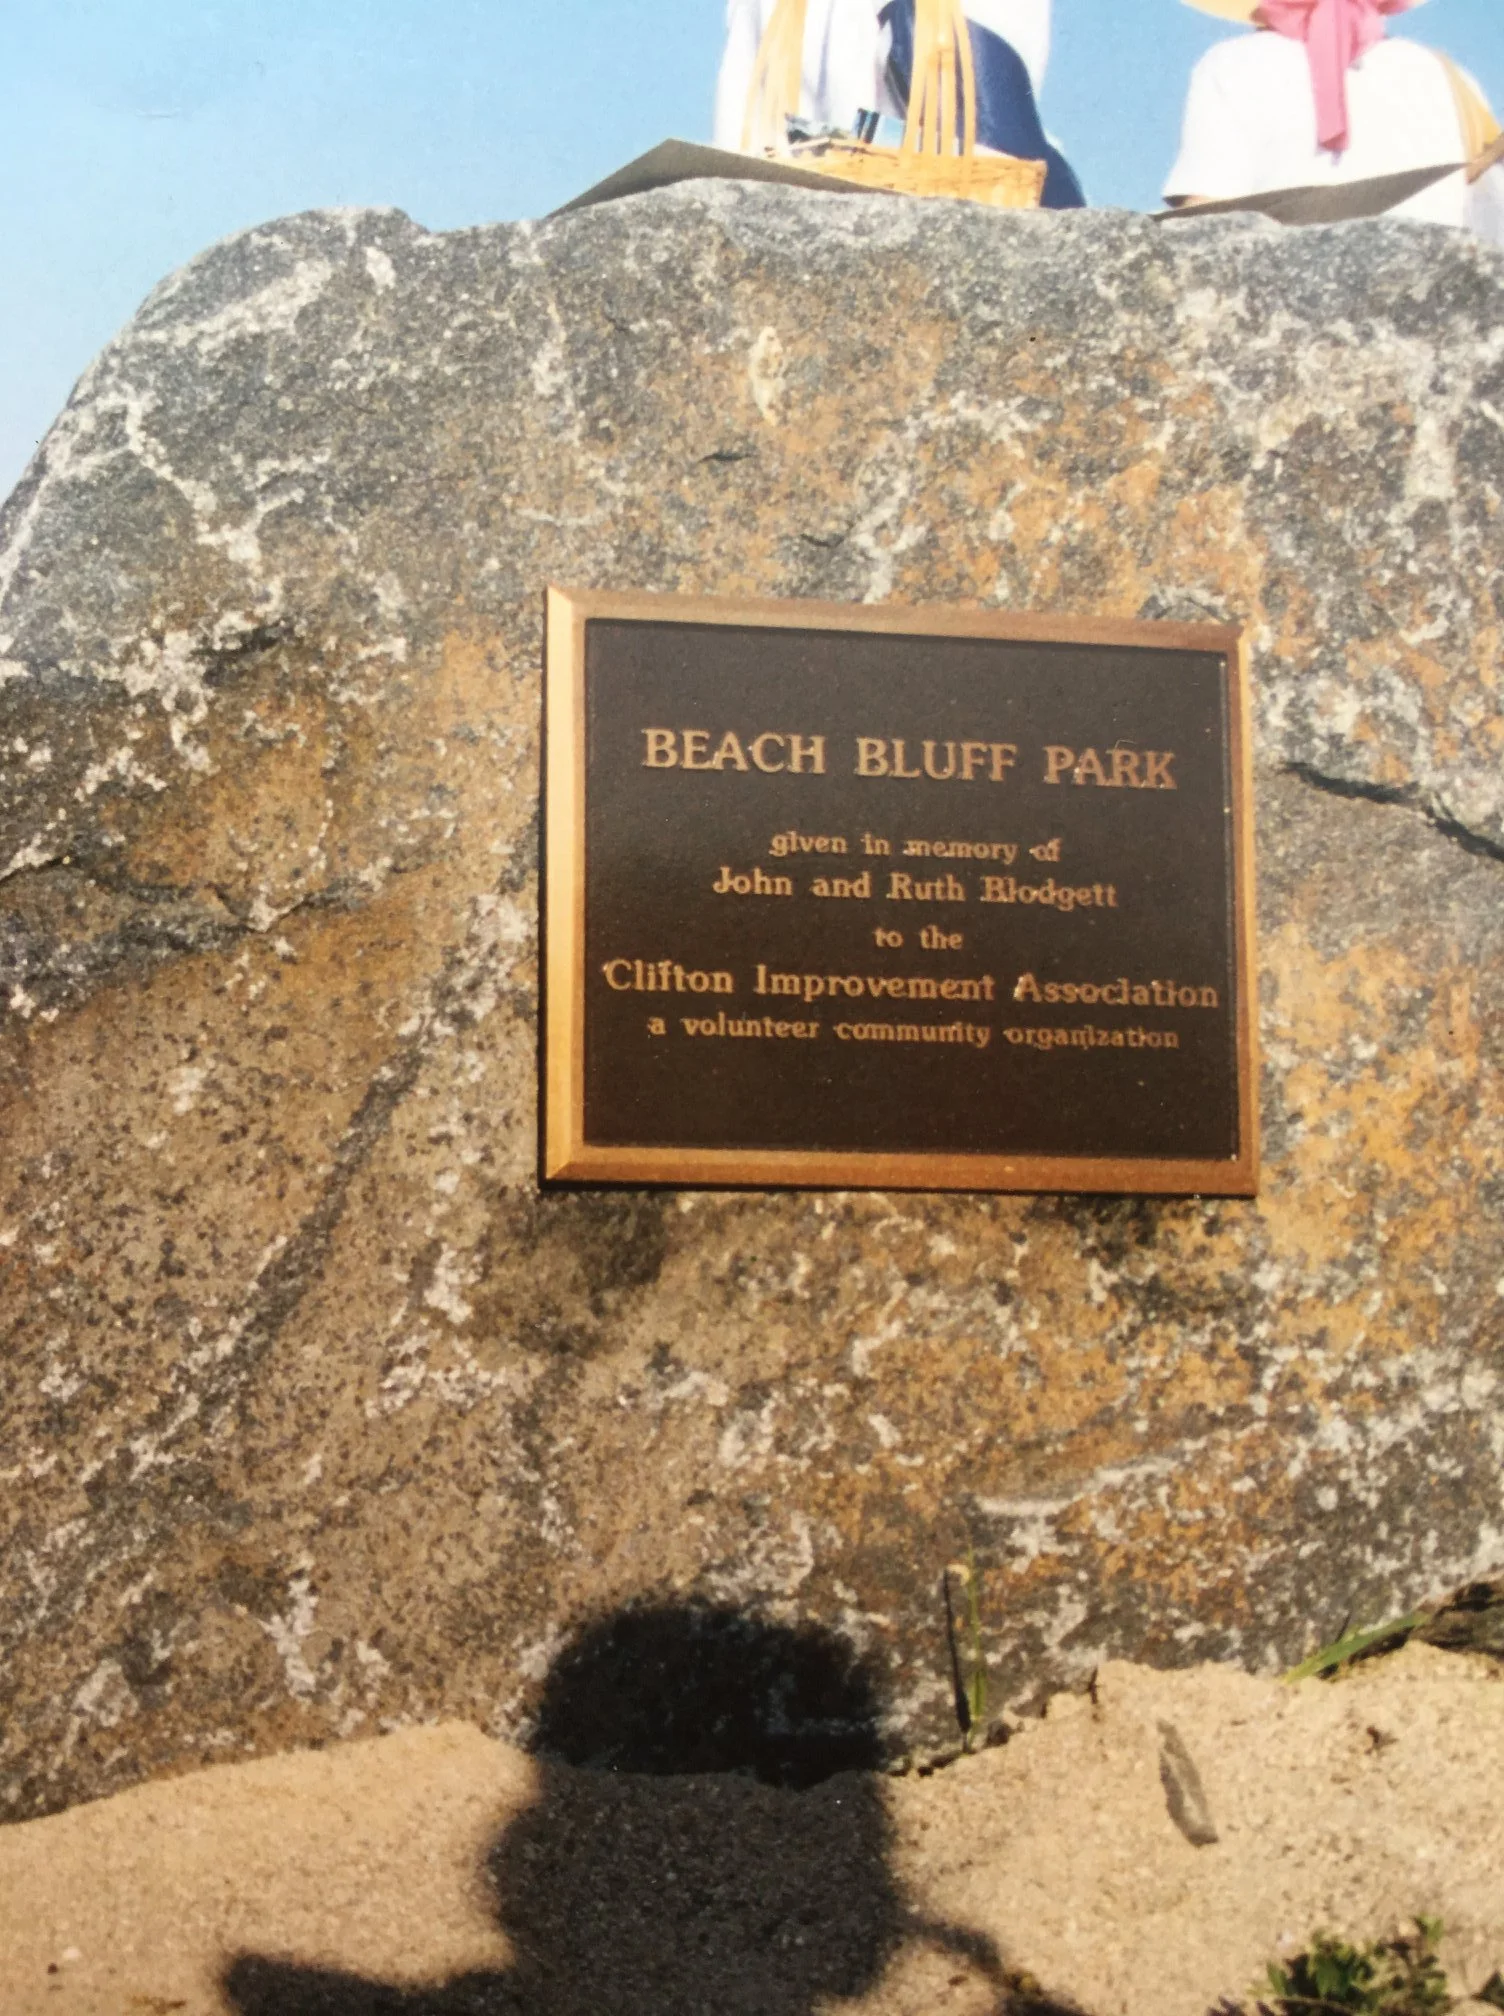 BEACH BLUFF PARK
given in memory of
John and Ruth Blodgett
to the
Clifton Improvement Association
a volunteer community organization